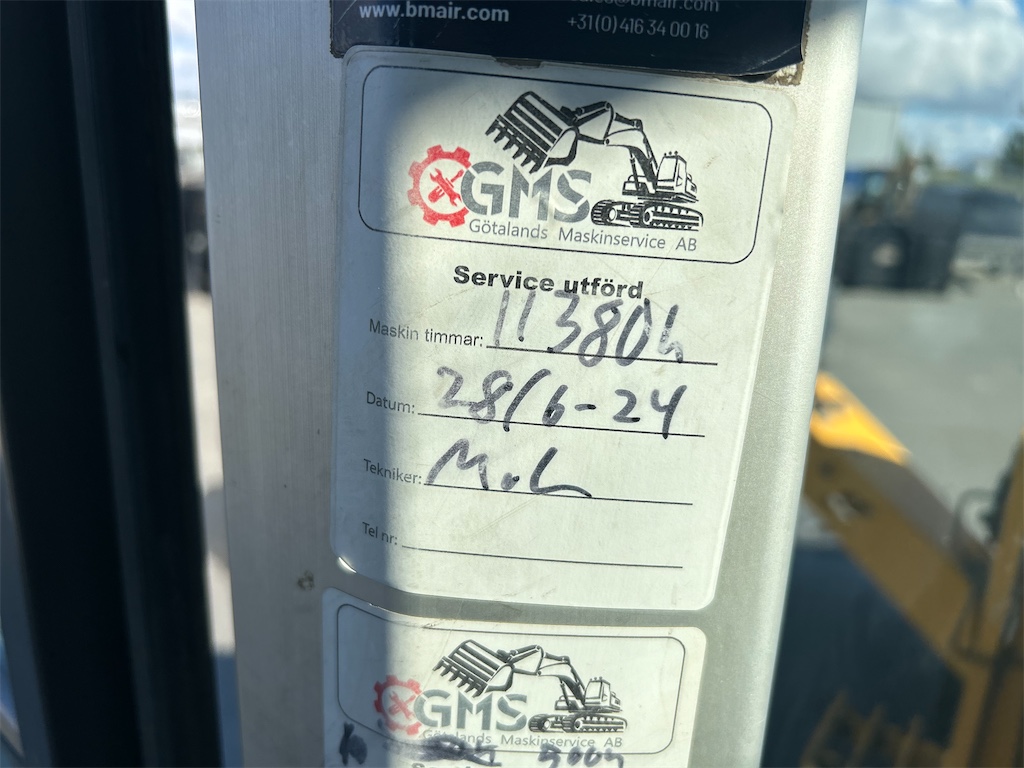 www.bmair.com
+31(0)416 34 00 16
GMS
Götalands Maskinservice AB
Service utförd
Maskin timmar: 11380h
Datum: 28/6-24
Tekniker: M.L
Tel nr:
GMS
Götalands Maskinservice AB